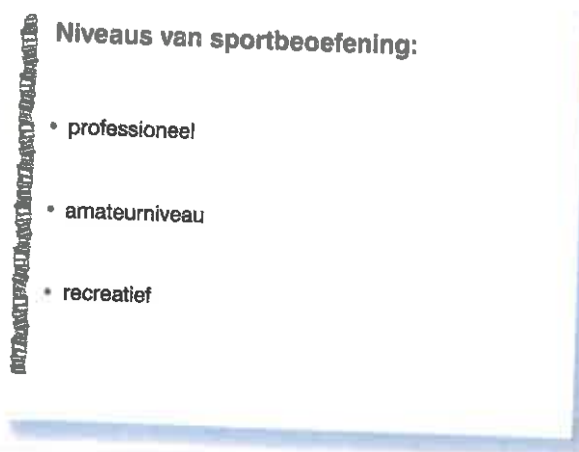 Niveaus van sportbeoefening:
• professioneel
• amateurniveau
• recreatief